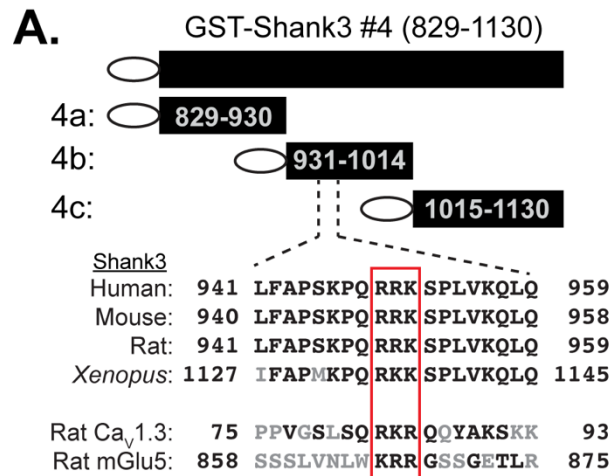 A. GST-Shank3 #4 (829-1130)
4a: 829-930
4b: 931-1014
4c: 1015-1130
Shank3
Human: 941 LFAPSKPQRRKSPLVKQLQ 959
Mouse: 940 LFAPSKPQRRKSPLVKQLQ 958
Rat: 941 LFAPSKPQRRKSPLVKQLQ 959
Xenopus: 1127 IFAPMKPQRKKSPLVKQLQ 1145
Rat CaV1.3: 75 PPVGSLSQRKRQQYAKSKK 93
Rat mGlu5: 858 SSSLVNLWKRRGSSGETLR 875